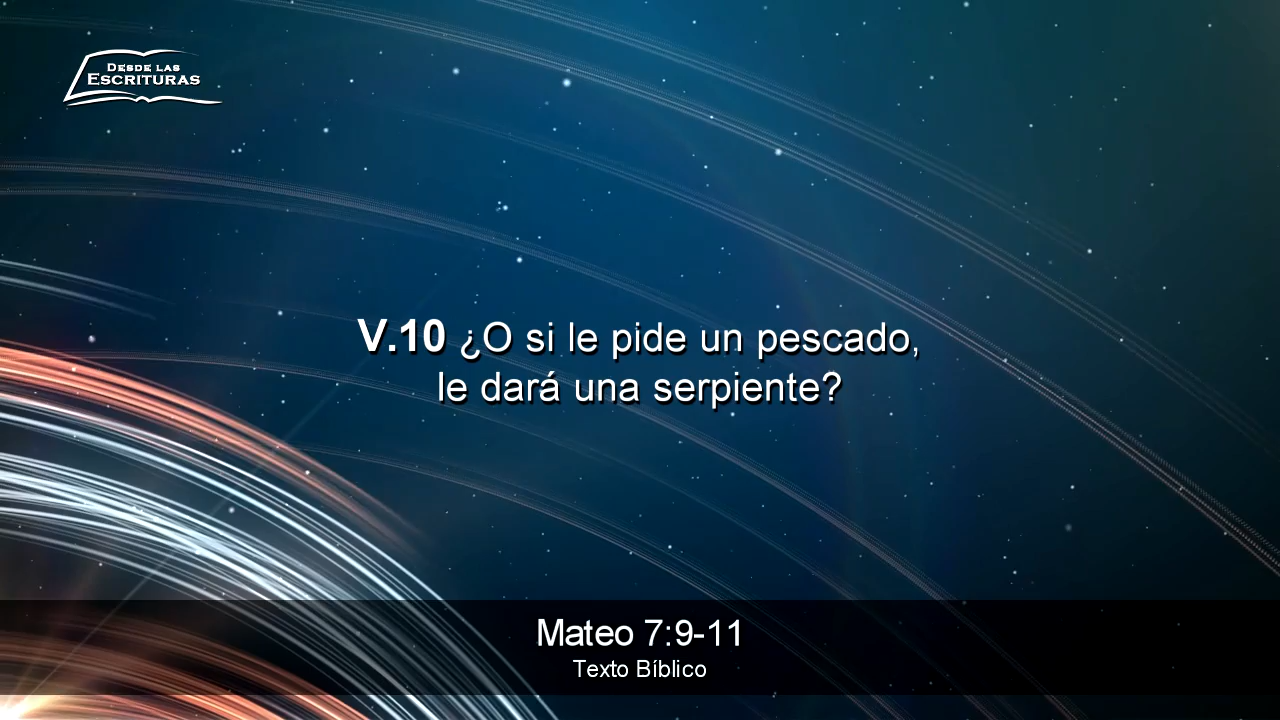 DESDE LAS
ESCRITURAS
V.10 ¿O si le pide un pescado,
le dará una serpiente?
Mateo 7:9-11
Texto Bíblico